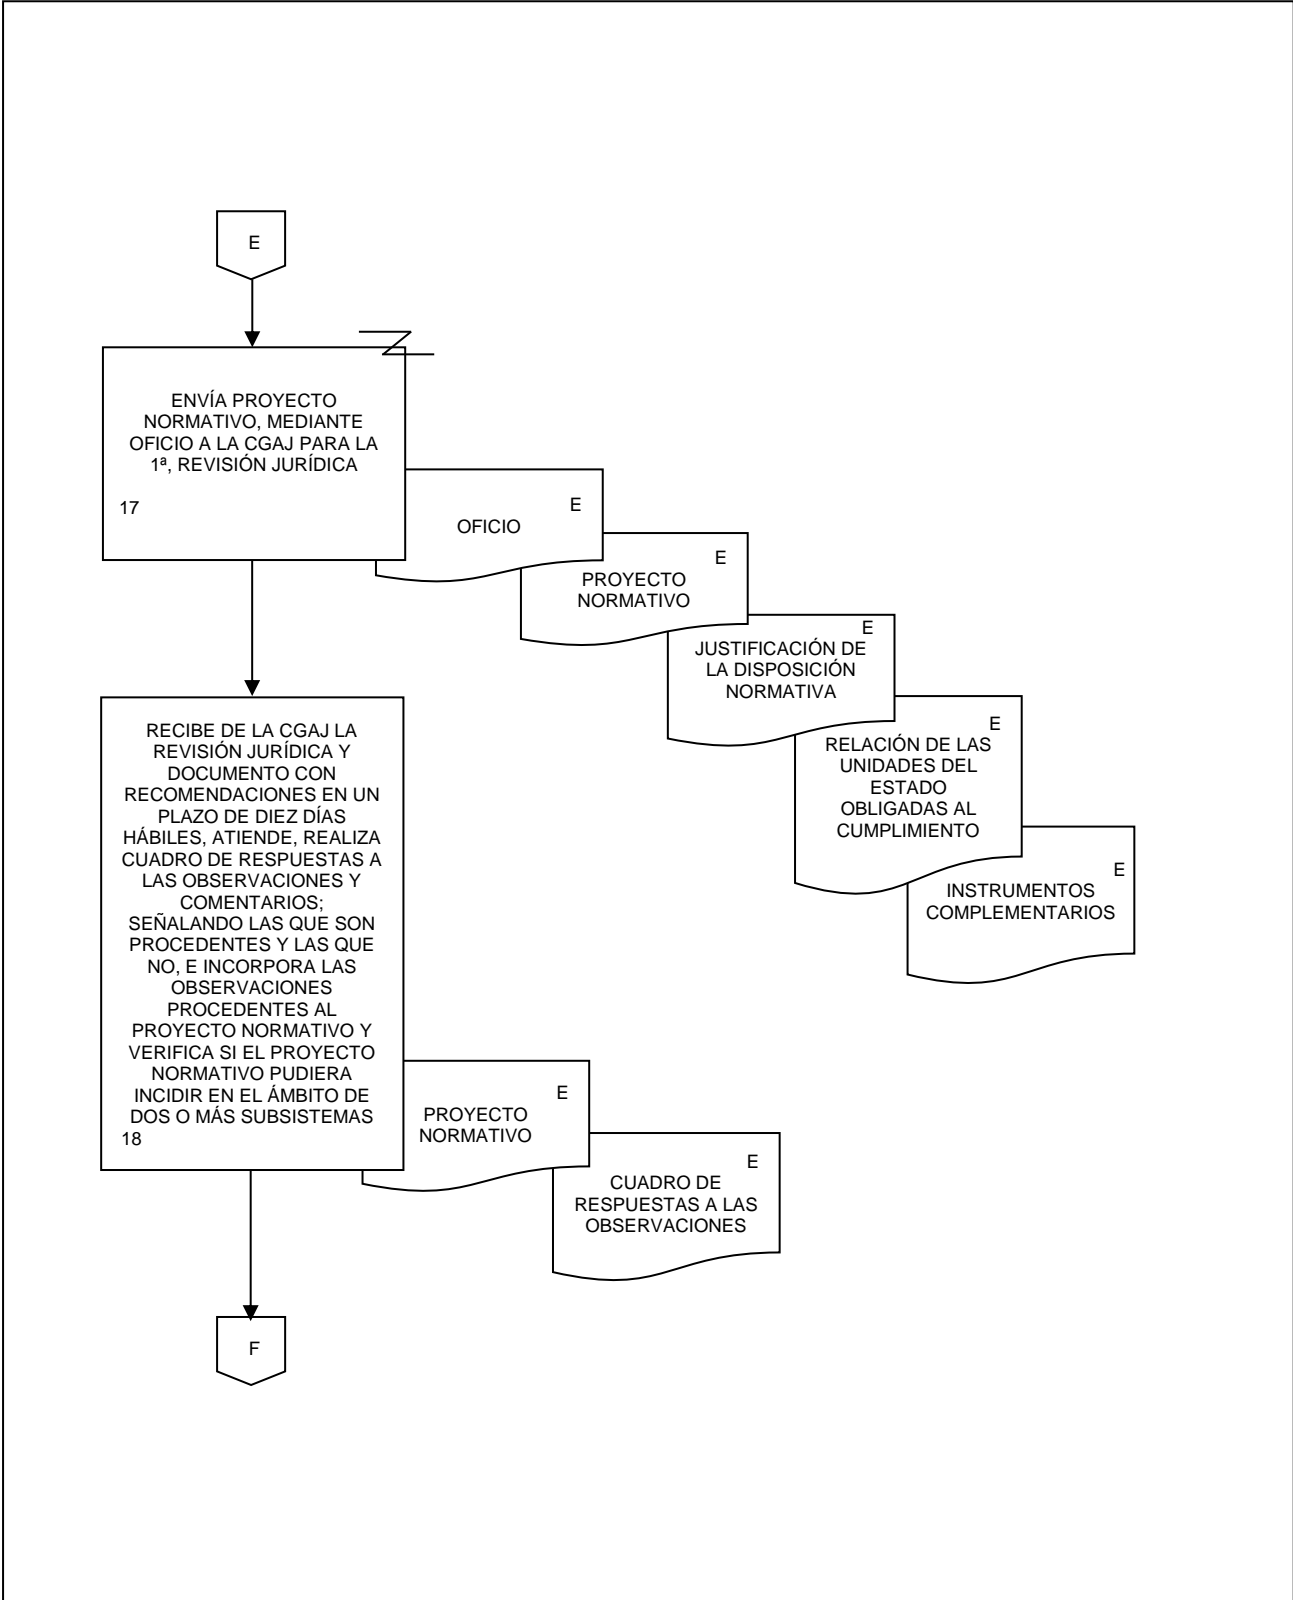 E
ENVÍA PROYECTO
NORMATIVO, MEDIANTE
OFICIO A LA CGAJ PARA LA
1ª, REVISIÓN JURÍDICA
17
E
OFICIO
E
PROYECTO
NORMATIVO
E
JUSTIFICACIÓN DE
LA DISPOSICIÓN
NORMATIVA
E
RELACIÓN DE LAS
UNIDADES DEL
ESTADO
OBLIGADAS AL
CUMPLIMIENTO
E
INSTRUMENTOS
COMPLEMENTARIOS
RECIBE DE LA CGAJ LA
REVISIÓN JURÍDICA Y
DOCUMENTO CON
RECOMENDACIONES EN UN
PLAZO DE DIEZ DÍAS
HÁBILES, ATIENDE, REALIZA
CUADRO DE RESPUESTAS A
LAS OBSERVACIONES Y
COMENTARIOS;
SEÑALANDO LAS QUE SON
PROCEDENTES Y LAS QUE
NO, E INCORPORA LAS
OBSERVACIONES
PROCEDENTES AL
PROYECTO NORMATIVO Y
VERIFICA SI EL PROYECTO
NORMATIVO PUDIERA
INCIDIR EN EL ÁMBITO DE
DOS O MÁS SUBSISTEMAS
18
E
PROYECTO
NORMATIVO
E
CUADRO DE
RESPUESTAS A LAS
OBSERVACIONES
F